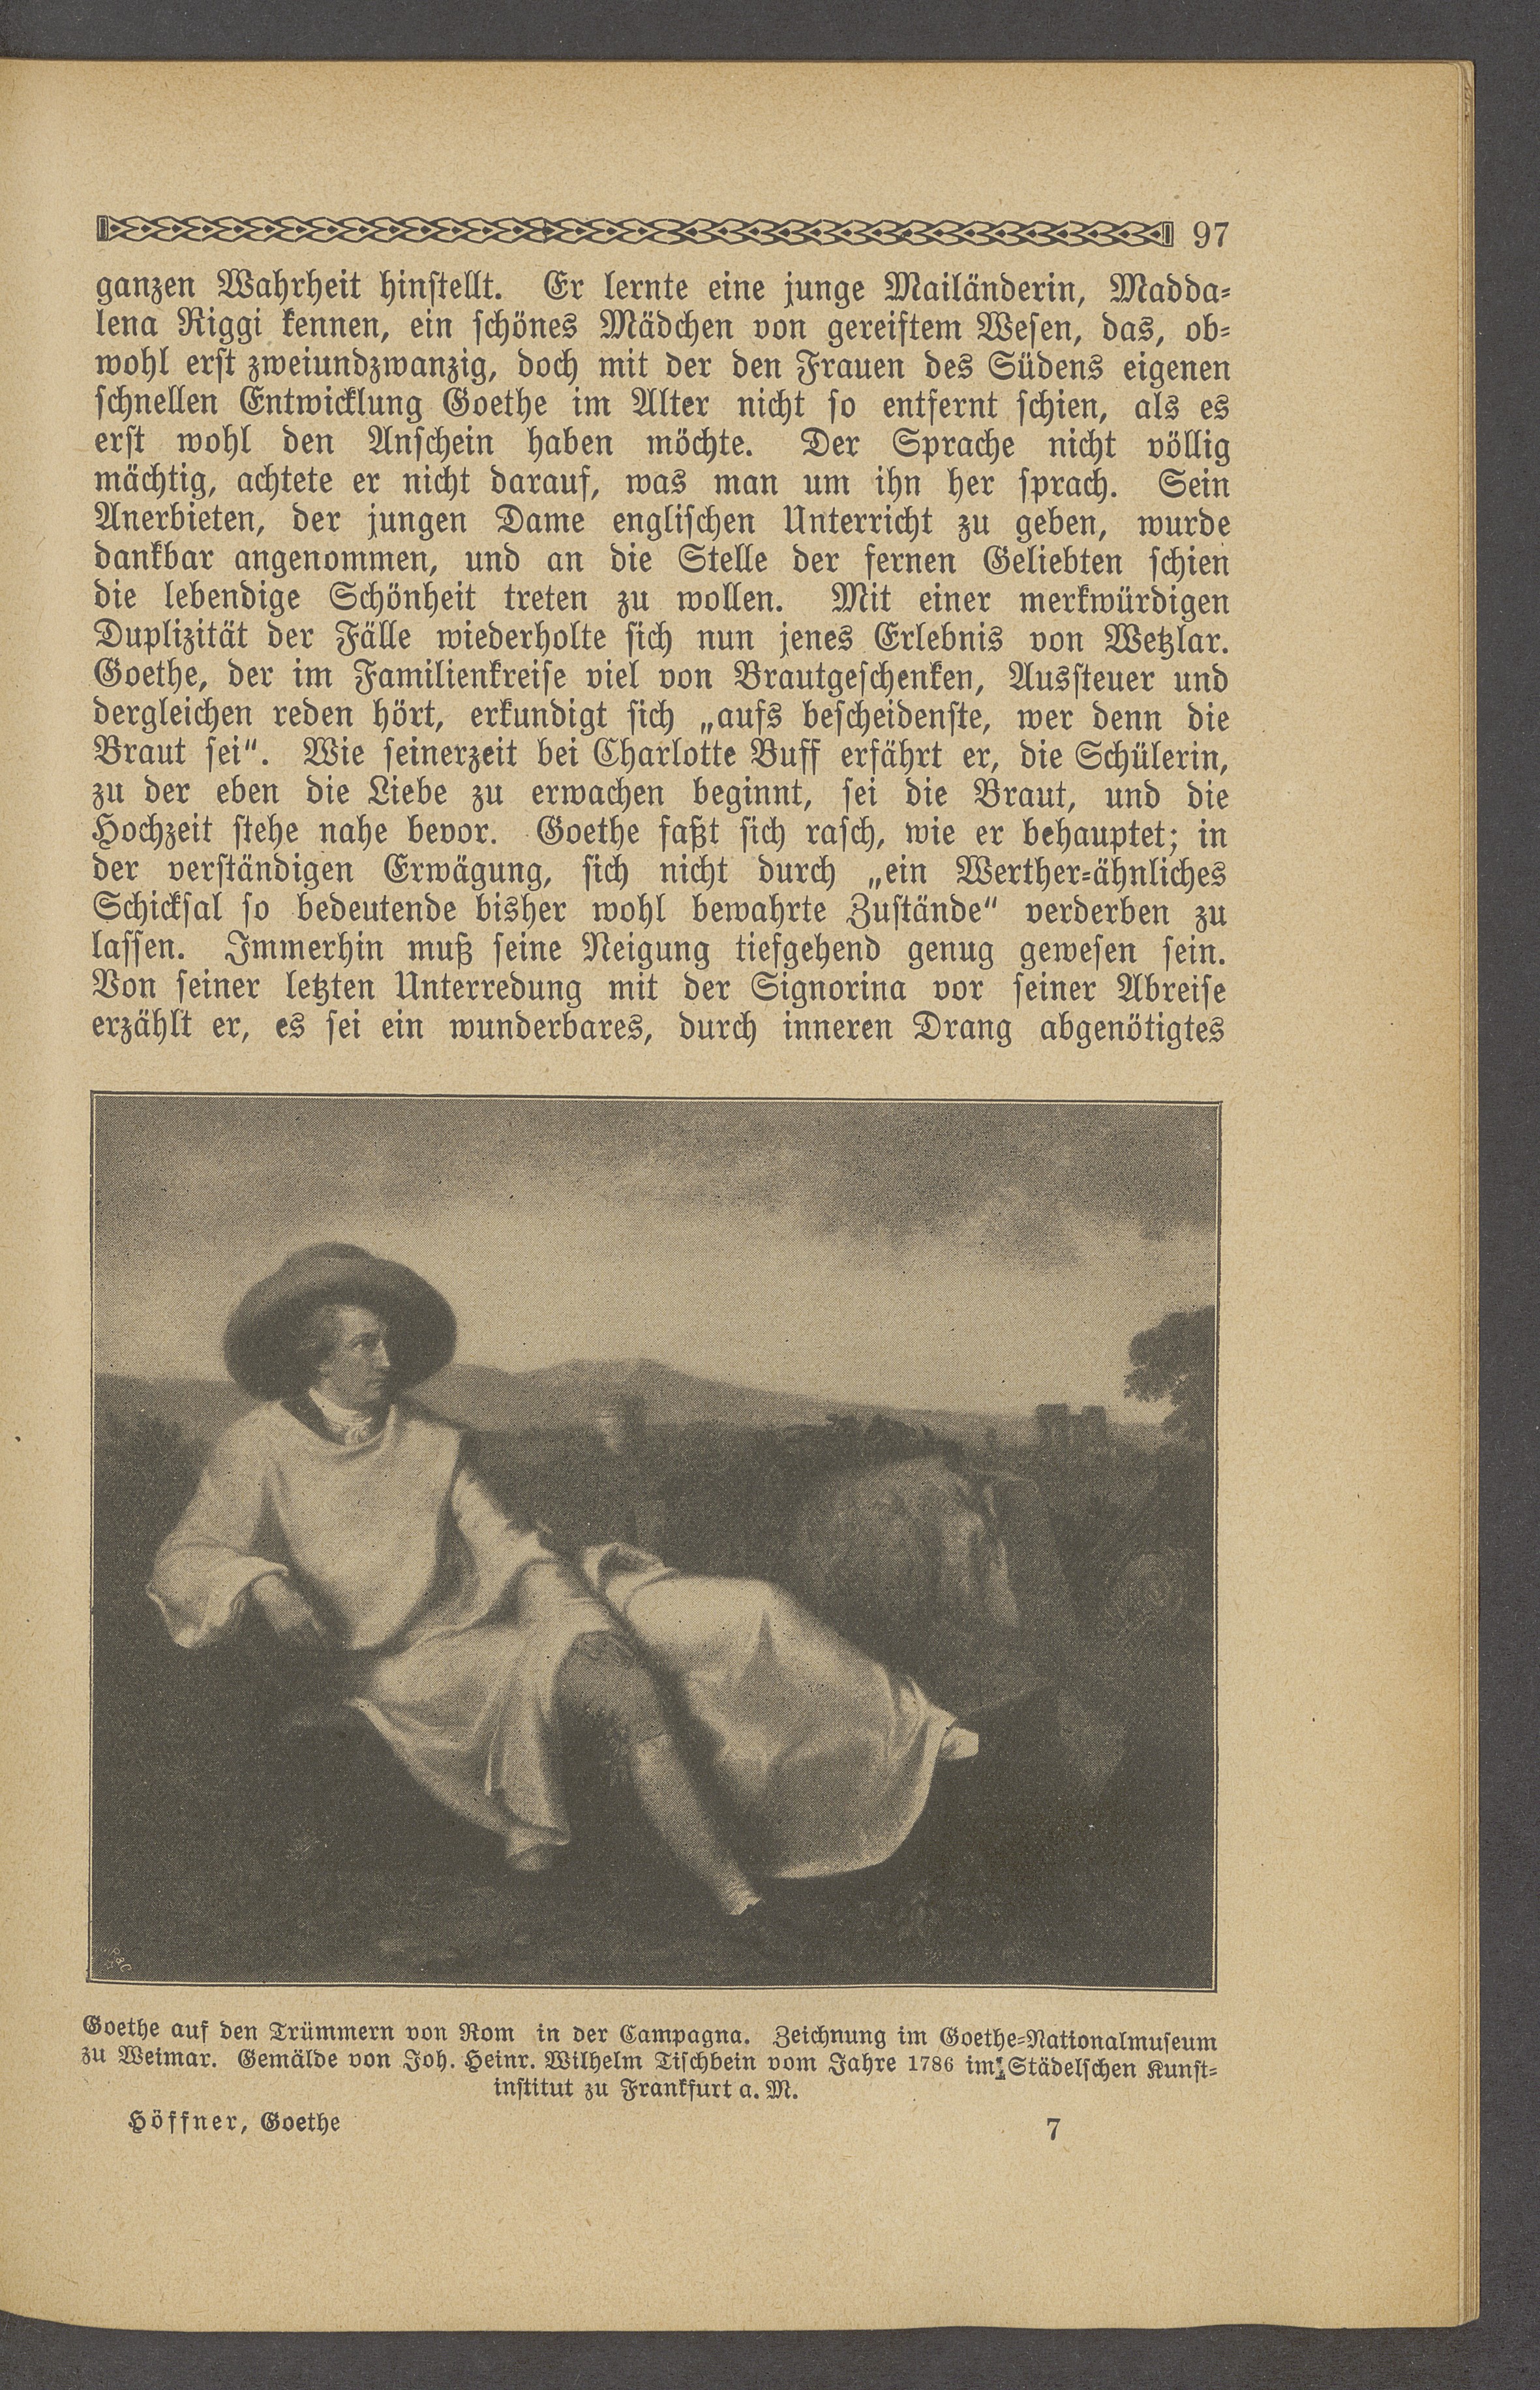 97
ganzen Wahrheit hinstellt. Er lernte eine junge Mailänderin, Madda-
lena Riggi kennen, ein schönes Mädchen von gereiftem Wesen, das, ob-
wohl erst zweiundzwanzig, doch mit der den Frauen des Südens eigenen
schnellen Entwicklung Goethe im Alter nicht so entfernt schien, als es
erst wohl den Anschein haben möchte. Der Sprache nicht völlig
mächtig, achtete er nicht darauf, was man um ihn her sprach. Sein
Anerbieten, der jungen Dame englischen Unterricht zu geben, wurde
dankbar angenommen, und an die Stelle der fernen Geliebten schien
die lebendige Schönheit treten zu wollen. Mit einer merkwürdigen
Duplizität der Fälle wiederholte sich nun jenes Erlebnis von Wetzlar.
Goethe, der im Familienkreise viel von Brautgeschenken, Aussteuer und
dergleichen reden hört, erkundigt sich „aufs bescheidenste, wer denn die
Braut sei“. Wie seinerzeit bei Charlotte Buff erfährt er, die Schülerin,
zu der eben die Liebe zu erwachen beginnt, sei die Braut, und die
Hochzeit stehe nahe bevor. Goethe faßt sich rasch, wie er behauptet; in
der verständigen Erwägung, sich nicht durch „ein Werther-ähnliches
Schicksal so bedeutende bisher wohl bewahrte Zustände“ verderben zu
lassen. Immerhin muß seine Neigung tiefgehend genug gewesen sein.
Von seiner letzten Unterredung mit der Signorina vor seiner Abreise
erzählt er, es sei ein wunderbares, durch inneren Drang abgenötigtes
Goethe auf den Trümmern von Rom in der Campagna. Zeichnung im Goethe-Nationalmuseum
zu Weimar. Gemälde von Joh. Heinr. Wilhelm Tischbein vom Jahre 1786 im Städelschen Kunst-
institut zu Frankfurt a. M.
Höffner, Goethe 7